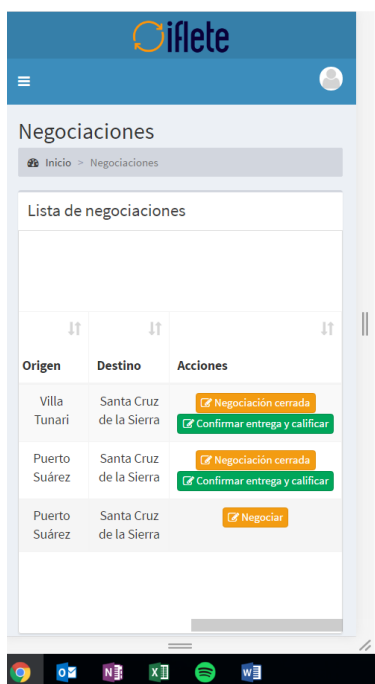 iflete
Negociaciones
Inicio > Negociaciones
Lista de negociaciones
Origen Destino Acciones
Villa Tunari Santa Cruz de la Sierra Negociación cerrada
Confirmar entrega y calificar
Puerto Suárez Santa Cruz de la Sierra Negociación cerrada
Confirmar entrega y calificar
Puerto Suárez Santa Cruz de la Sierra Negociar